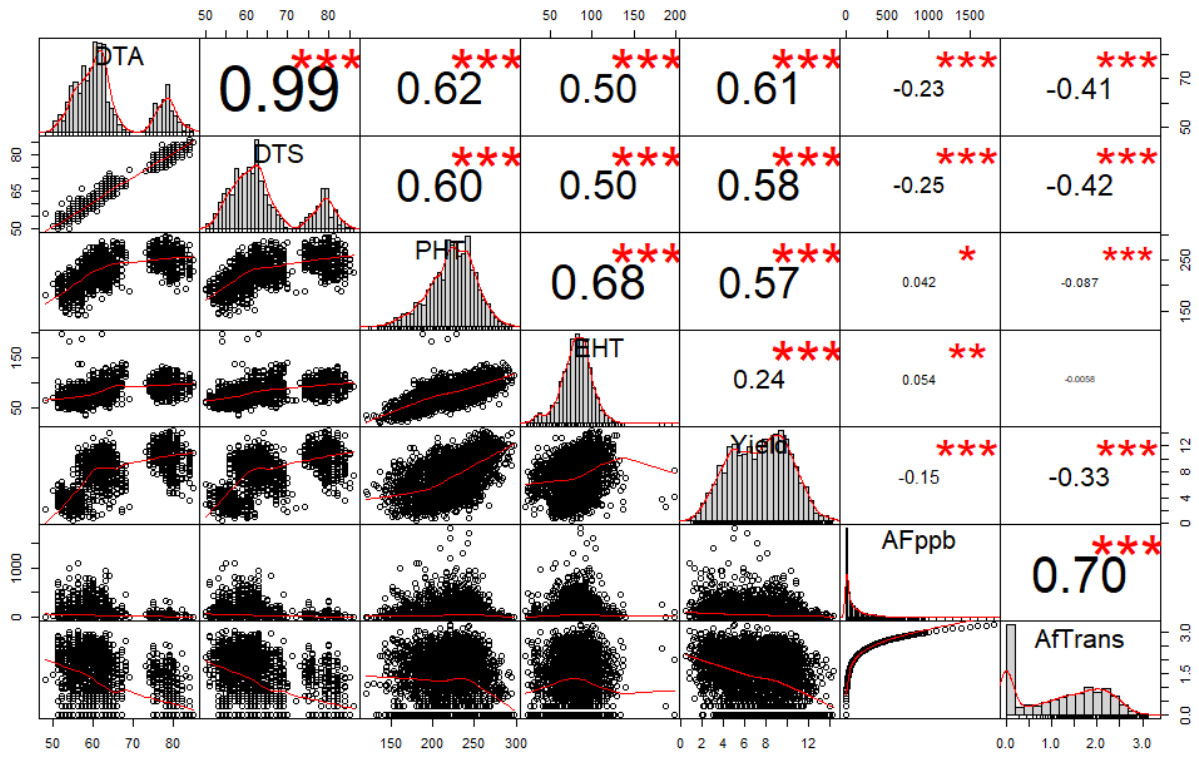 50 60 70 80 50 100 150 200 0 500 1000 1500
DTA 0.99 *** 0.62 *** 0.50 *** 0.61 *** -0.23 *** -0.41 *** 50 70
50 65 80 DTS 0.60 *** 0.50 *** 0.58 *** -0.25 *** -0.42 ***
PHT 0.68 *** 0.57 *** 0.042 * -0.087 *** 150 250
50 150 EHT 0.24 *** 0.054 ** -0.0058
Yield -0.15 *** -0.33 *** 0 4 8 12
0 1000 AFppb 0.70 ***
AfTrans 0.0 1.5 3.0
50 60 70 80 150 200 250 300 0 2 4 6 8 12 0.0 1.0 2.0 3.0